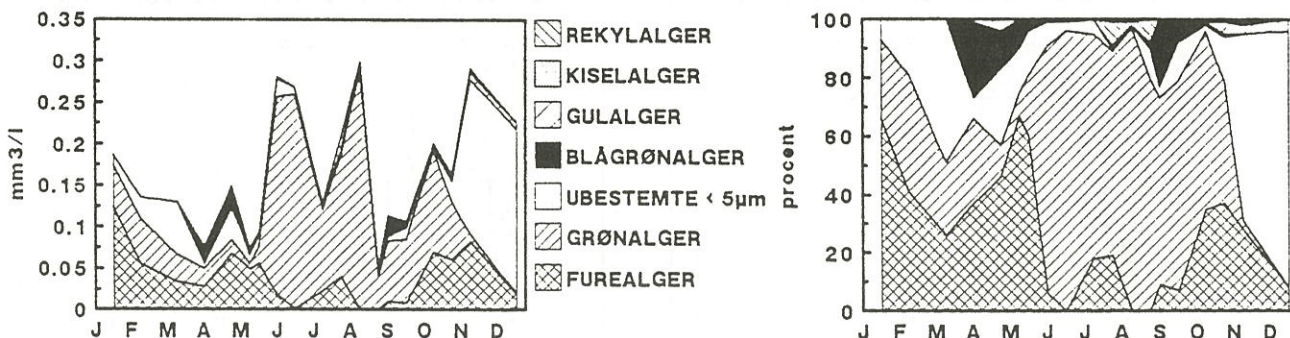 0.35
0.3
0.25
0.2
0.15
0.1
0.05
0
mm3/l
J F M A M J J A S O N D
REKYLALGER
KISELALGER
GULALGER
BLÅGRØNALGER
UBESTEMTE < 5µm
GRØNALGER
FUREALGER
100
80
60
40
20
0
procent
J F M A M J J A S O N D